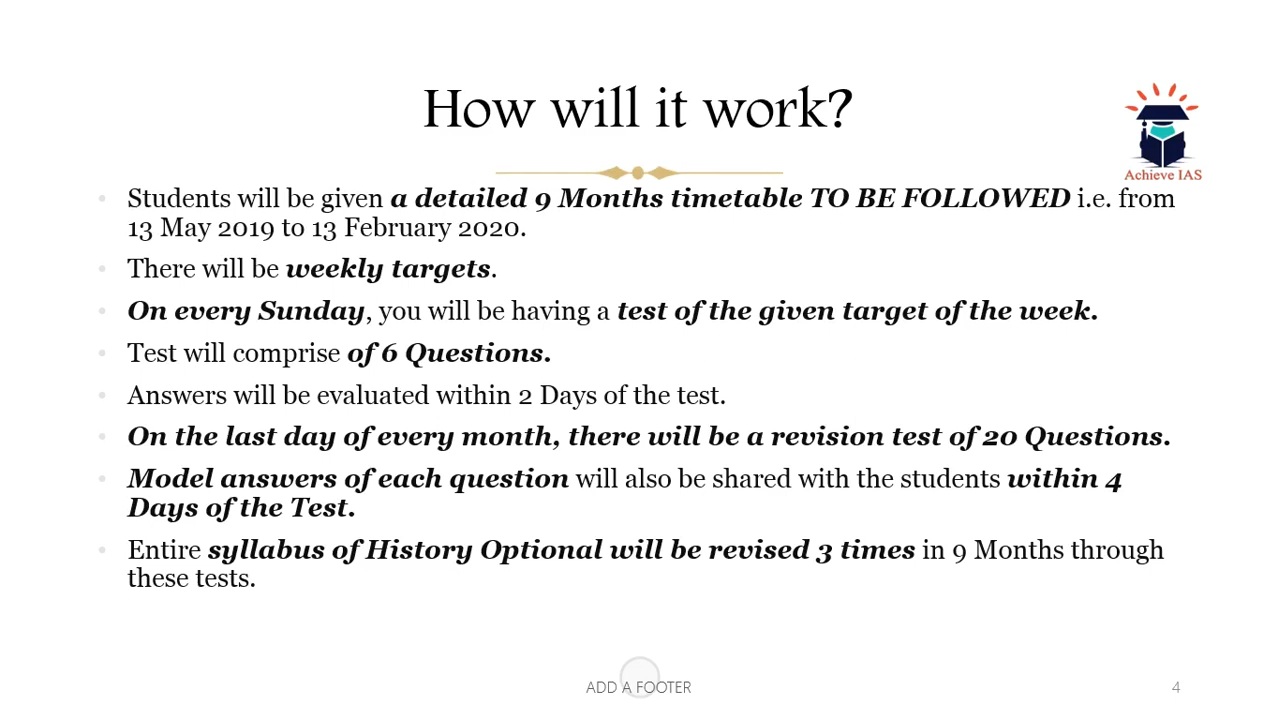 How will it work?
Achieve IAS
• Students will be given a detailed 9 Months timetable TO BE FOLLOWED i.e. from
13 May 2019 to 13 February 2020.
• There will be weekly targets.
• On every Sunday, you will be having a test of the given target of the week.
• Test will comprise of 6 Questions.
• Answers will be evaluated within 2 Days of the test.
• On the last day of every month, there will be a revision test of 20 Questions.
• Model answers of each question will also be shared with the students within 4
Days of the Test.
• Entire syllabus of History Optional will be revised 3 times in 9 Months through
these tests.
ADD A FOOTER
4